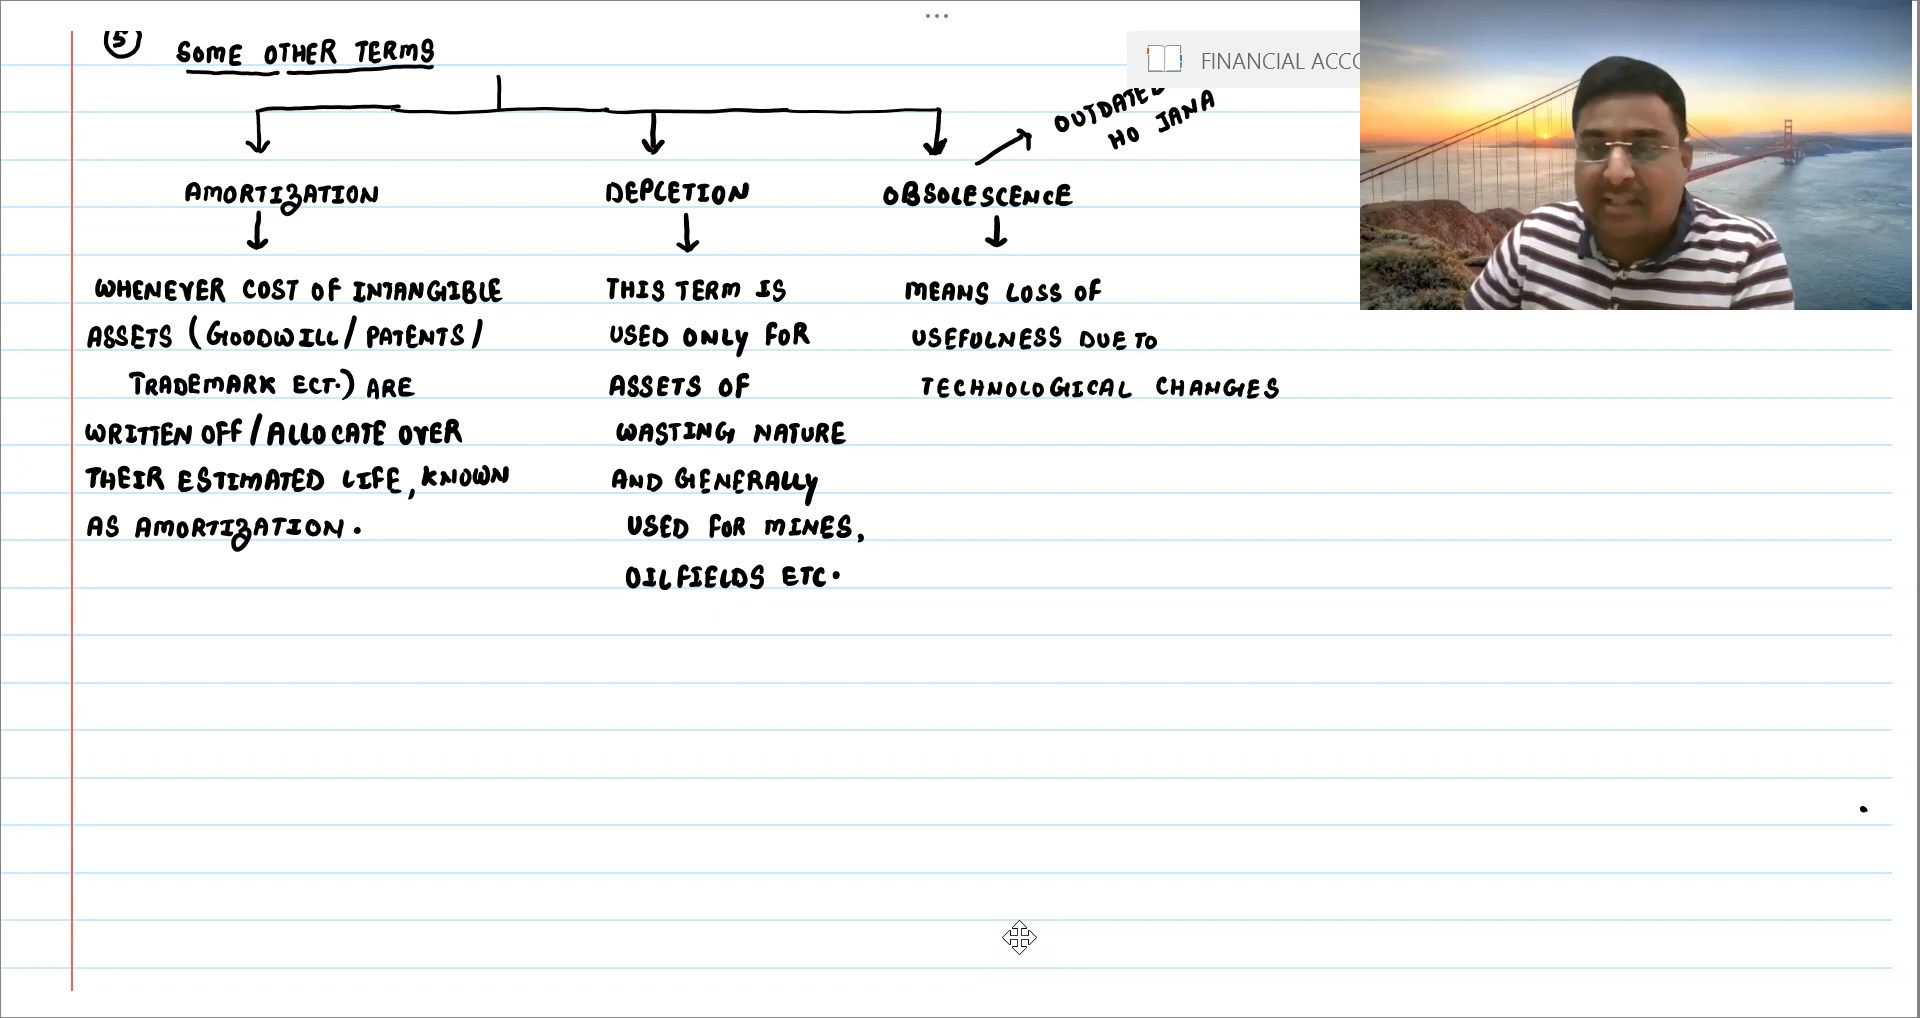 5 SOME OTHER TERMS
FINANCIAL ACCO
OUTDATED
HO JANA
AMORTIZATION
WHENEVER COST OF INTANGIBLE
ASSETS (GOODWILL/PATENTS/
TRADEMARK ECT.) ARE
WRITTEN OFF/ALLOCATE OVER
THEIR ESTIMATED LIFE, KNOWN
AS AMORTIZATION.
DEPLETION
THIS TERM IS
USED ONLY FOR
ASSETS OF
WASTING NATURE
AND GENERALLY
USED FOR MINES,
OILFIELDS ETC.
OBSOLESCENCE
MEANS LOSS OF
USEFULNESS DUE TO
TECHNOLOGICAL CHANGES